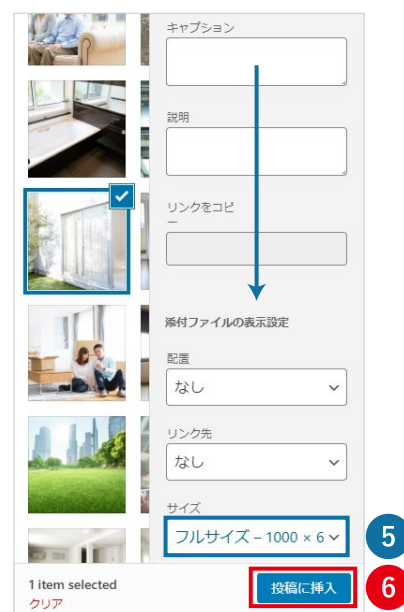 キャプション
説明
リンクをコピ
ー
添付ファイルの表示設定
配置
なし
リンク先
なし
サイズ
フルサイズ – 1000 × 6
5
1 item selected
クリア
投稿に挿入
6